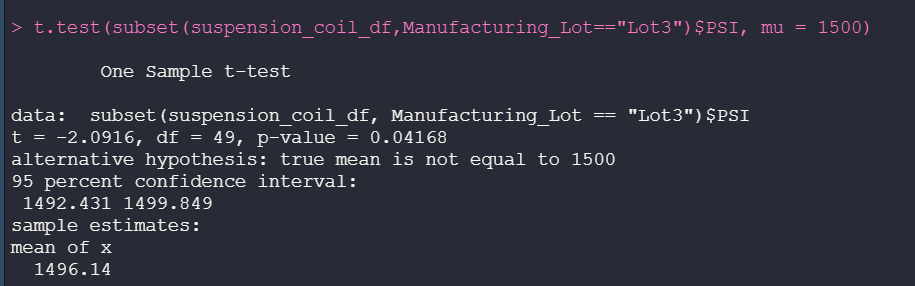 > t.test(subset(suspension_coil_df,Manufacturing_Lot=="Lot3")$PSI, mu = 1500)
One Sample t-test
data:  subset(suspension_coil_df, Manufacturing_Lot == "Lot3")$PSI
t = -2.0916, df = 49, p-value = 0.04168
alternative hypothesis: true mean is not equal to 1500
95 percent confidence interval:
1492.431 1499.849
sample estimates:
mean of x
1496.14